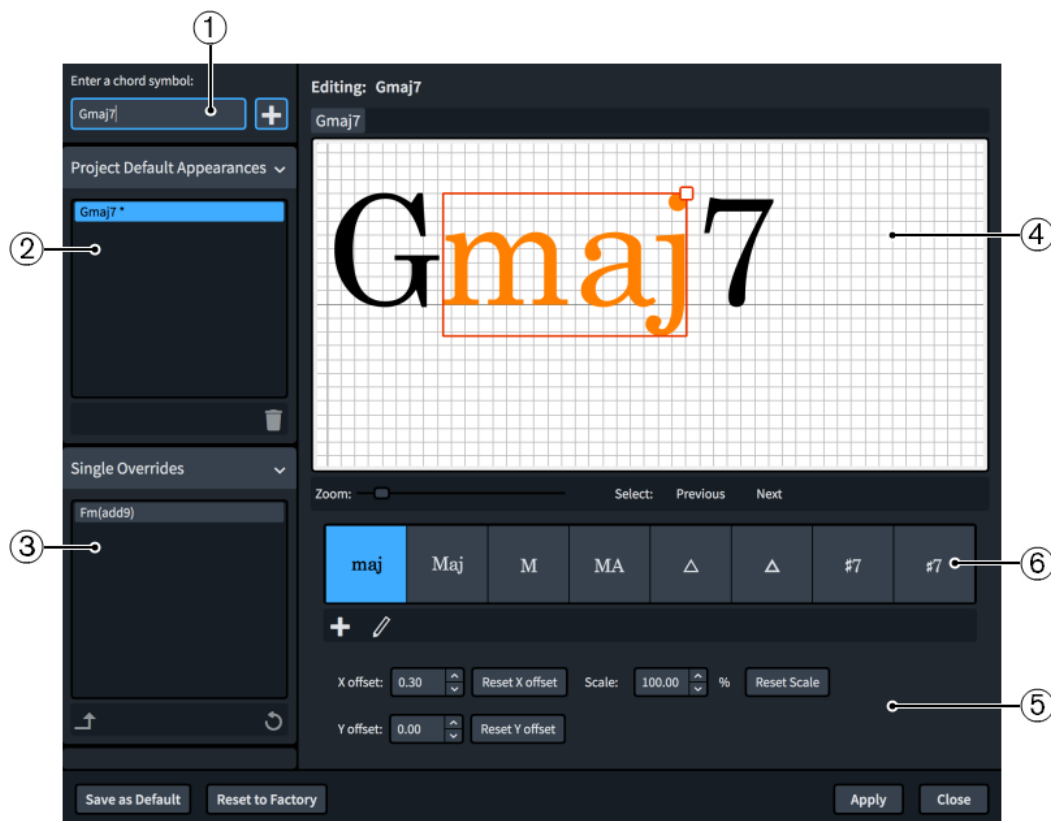 ①
Enter a chord symbol:
Gmaj7
Project Default Appearances
Gmaj7 *
②
Single Overrides
Fm(add9)
③
Editing: Gmaj7
Gmaj7
Gmaj7
④
Zoom: Select: Previous Next
maj Maj M MA △ △ ♯7 ♯7
⑥
X offset: 0.30 Reset X offset Scale: 100.00 % Reset Scale
⑤
Y offset: 0.00 Reset Y offset
Save as Default Reset to Factory Apply Close